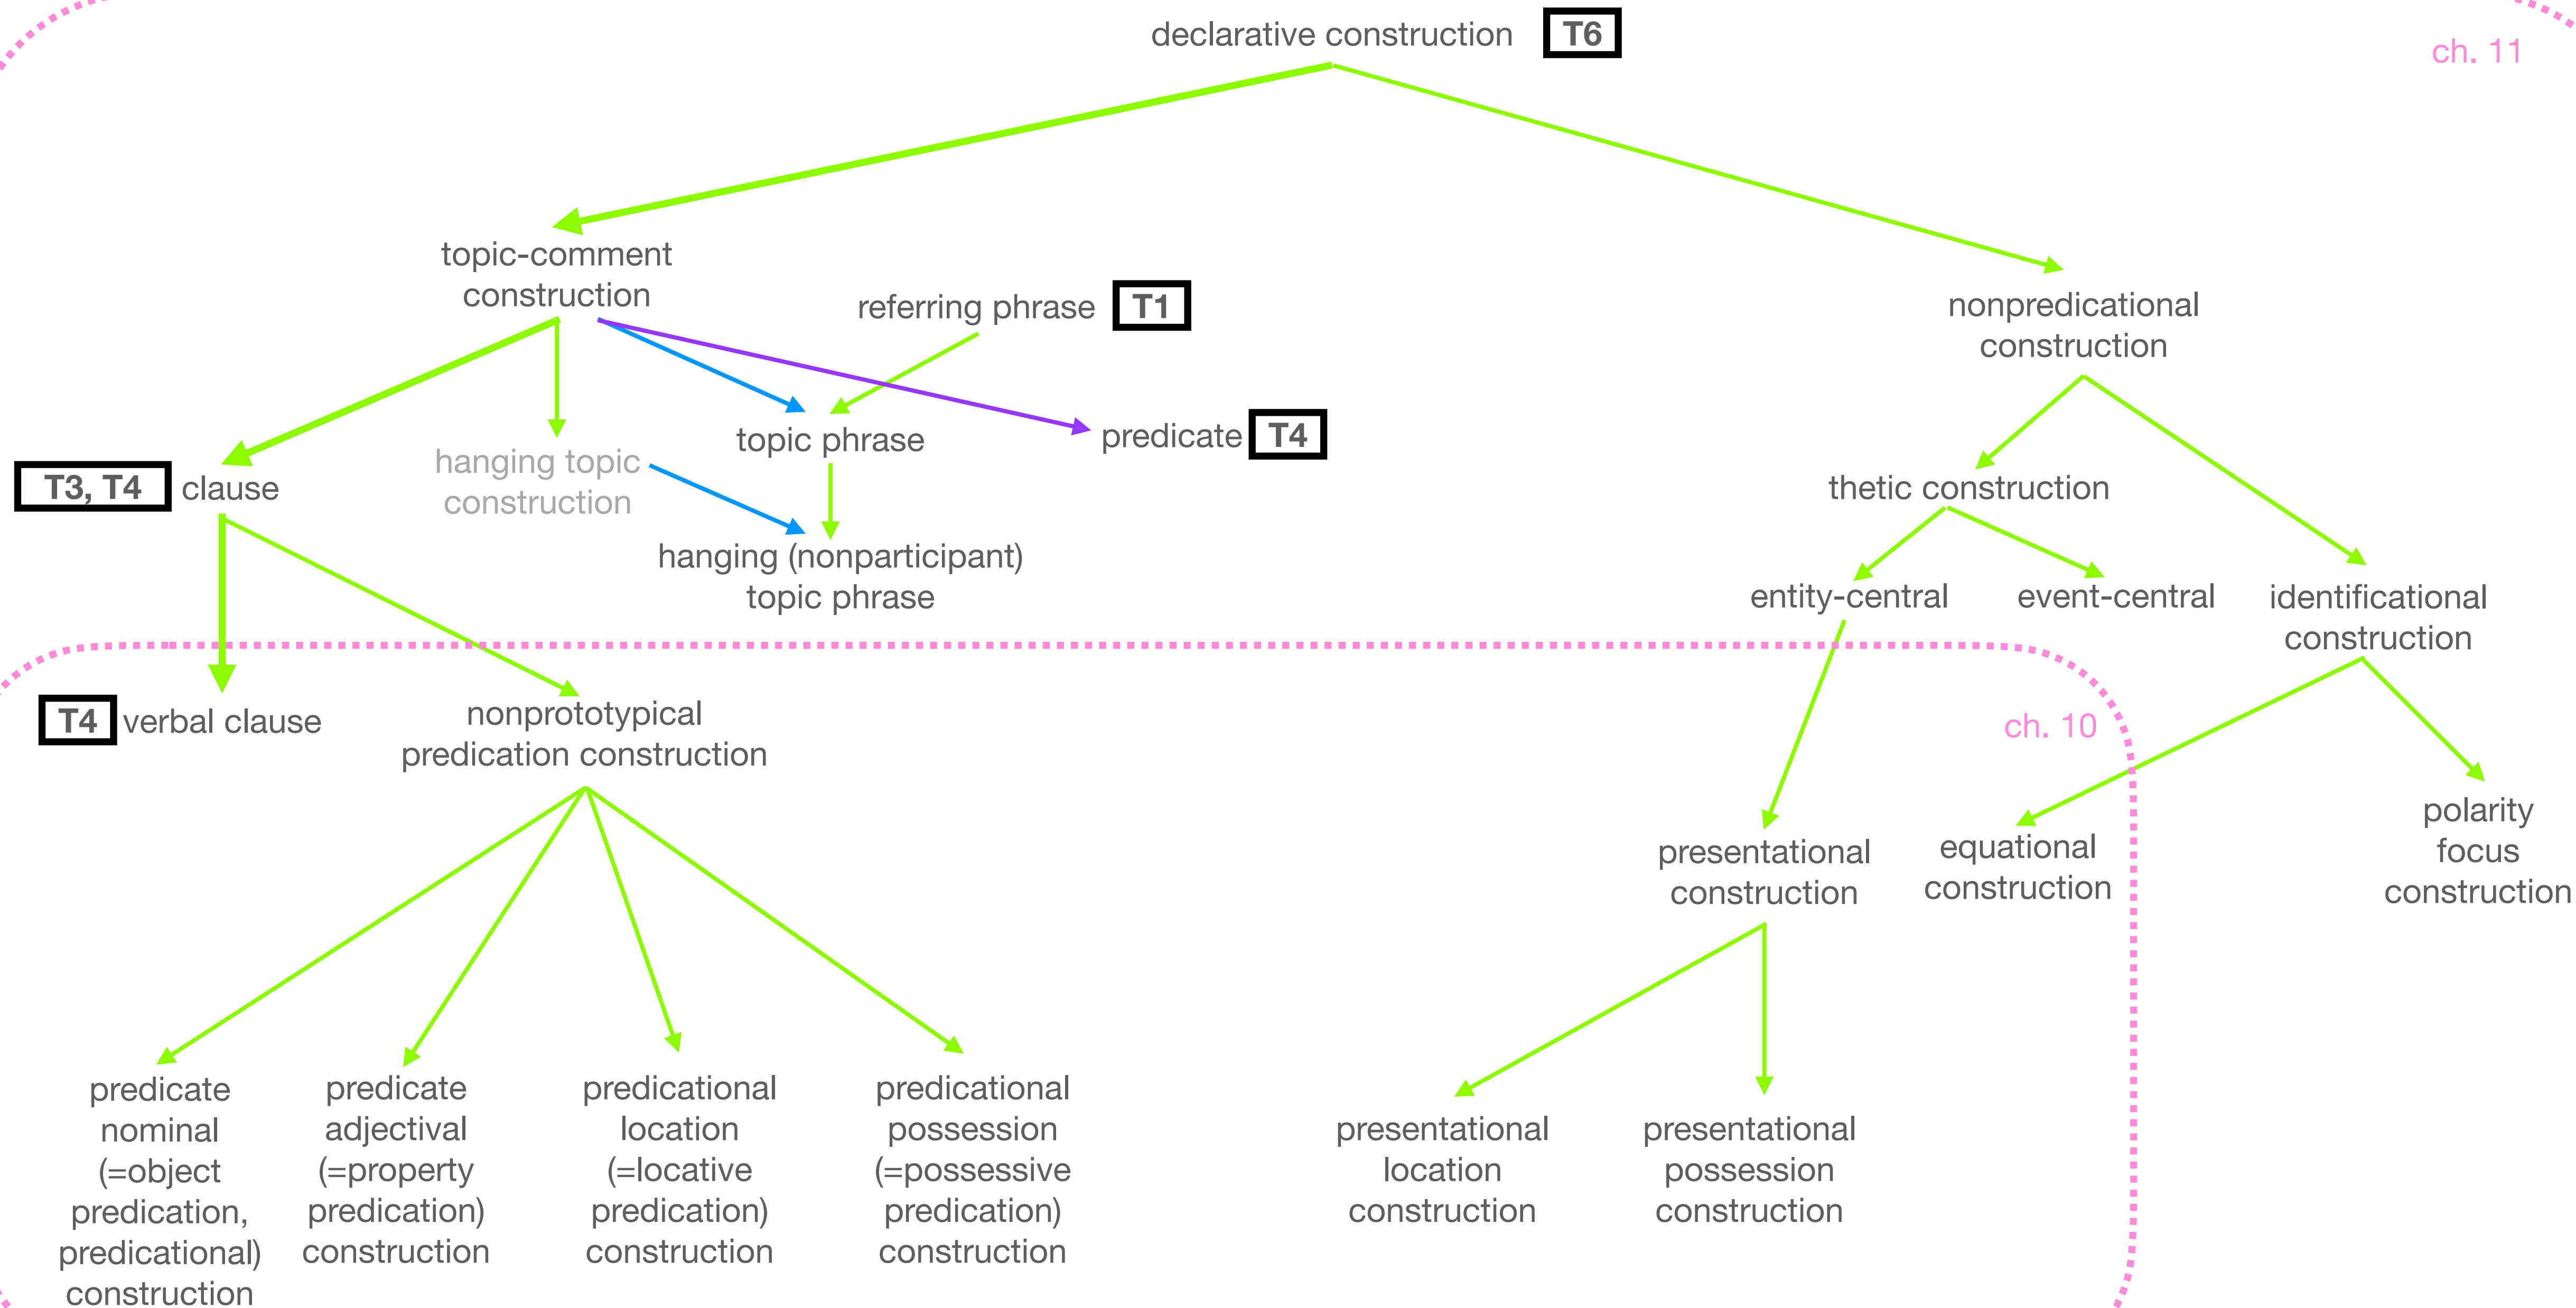 declarative construction T6
ch. 11
topic-comment
construction
referring phrase T1
nonpredicational
construction
topic phrase
predicate T4
hanging topic
construction
T3, T4 clause
thetic construction
hanging (nonparticipant)
topic phrase
entity-central
event-central
identificational
construction
T4 verbal clause
nonprototypical
predication construction
ch. 10
presentational
construction
equational
construction
polarity
focus
construction
predicate
nominal
(=object
predication,
predicational)
construction
predicate
adjectival
(=property
predication)
construction
predicational
location
(=locative
predication)
construction
predicational
possession
(=possessive
predication)
construction
presentational
location
construction
presentational
possession
construction